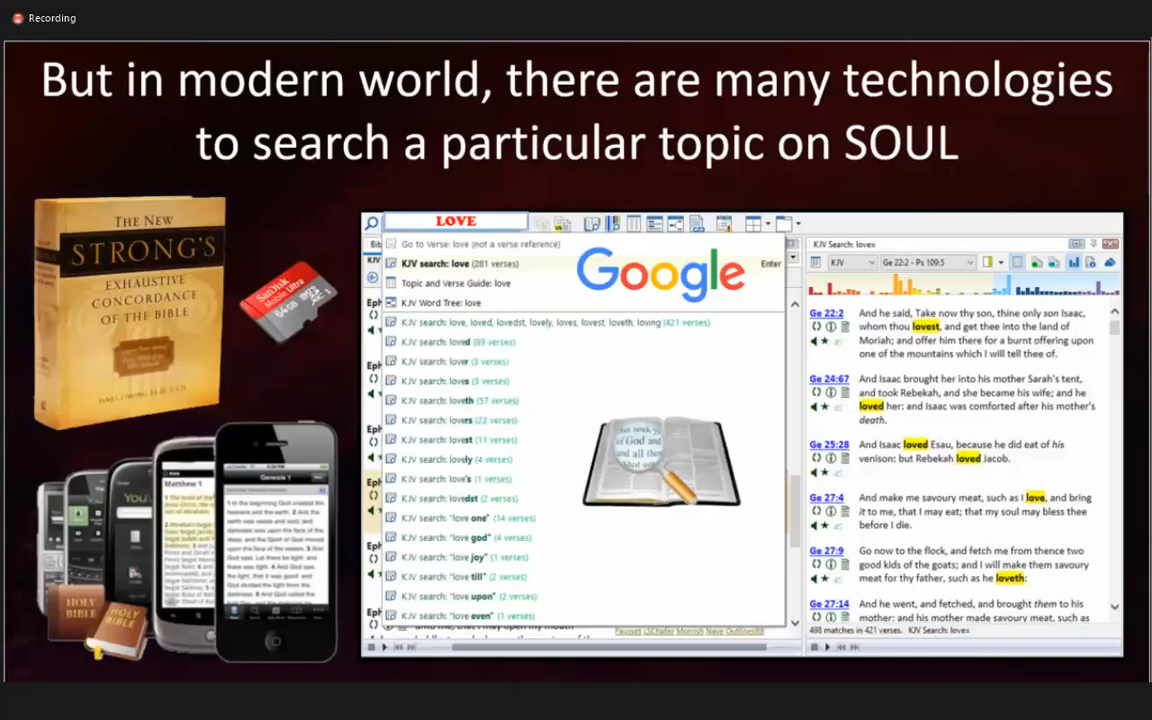 Recording
But in modern world, there are many technologies
to search a particular topic on SOUL
THE NEW
STRONG'S
EXHAUSTIVE
CONCORDANCE
OF THE BIBLE
SanDisk
Mobile Ultra
64GB
Matthew 1
Genesis 1
HOLY
BIBLE
HOLY
BIBLE
LOVE
Go to Verse: love (not a verse reference)
KJV search: love (281 verses)
Enter
Topic and Verse Guide: love
KJV Word Tree: love
KJV search: love, loved, lovedst, lovely, loves, lovest, loveth, loving (421 verses)
KJV search: loved (89 verses)
KJV search: lover (3 verses)
KJV search: loves (3 verses)
KJV search: loveth (57 verses)
KJV search: lovers (22 verses)
KJV search: lovest (11 verses)
KJV search: lovely (4 verses)
KJV search: love's (1 verses)
KJV search: lovedst (2 verses)
KJV search: "love one" (14 verses)
KJV search: "love god" (4 verses)
KJV search: "love joy" (1 verses)
KJV search: "love till" (2 verses)
KJV search: "love upon" (2 verses)
KJV search: "love even" (1 verses)
Google
of God and
and all these
KJV Search: love=
KJV
Ge 22:2 - Ps 109:5
Ge 22:2 And he said, Take now thy son, thine only son Isaac,
whom thou lovest, and get thee into the land of
Moriah; and offer him there for a burnt offering upon
one of the mountains which I will tell thee of.
Ge 24:67 And Isaac brought her into his mother Sarah's tent,
and took Rebekah, and she became his wife; and he
loved her: and Isaac was comforted after his mother's
death.
Ge 25:28 And Isaac loved Esau, because he did eat of his
venison: but Rebekah loved Jacob.
Ge 27:4 And make me savoury meat, such as I love, and bring
it to me, that I may eat; that my soul may bless thee
before I die.
Ge 27:9 Go now to the flock, and fetch me from thence two
good kids of the goats; and I will make them savoury
meat for thy father, such as he loveth:
Ge 27:14 And he went, and fetched, and brought them to his
mother: and his mother made savoury meat, such as
498 matches in 421 verses. KJV Search: love=